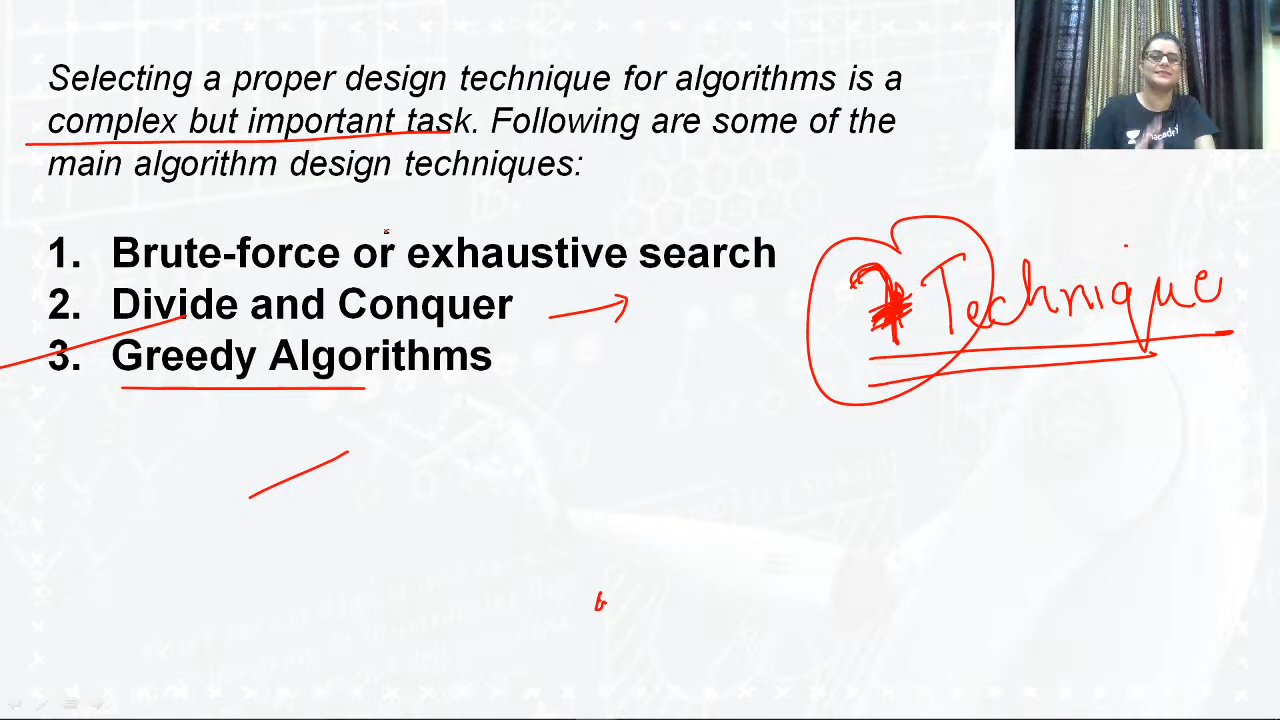 Selecting a proper design technique for algorithms is a
complex but important task. Following are some of the
main algorithm design techniques:
1. Brute-force or exhaustive search
2. Divide and Conquer
3. Greedy Algorithms
Technique